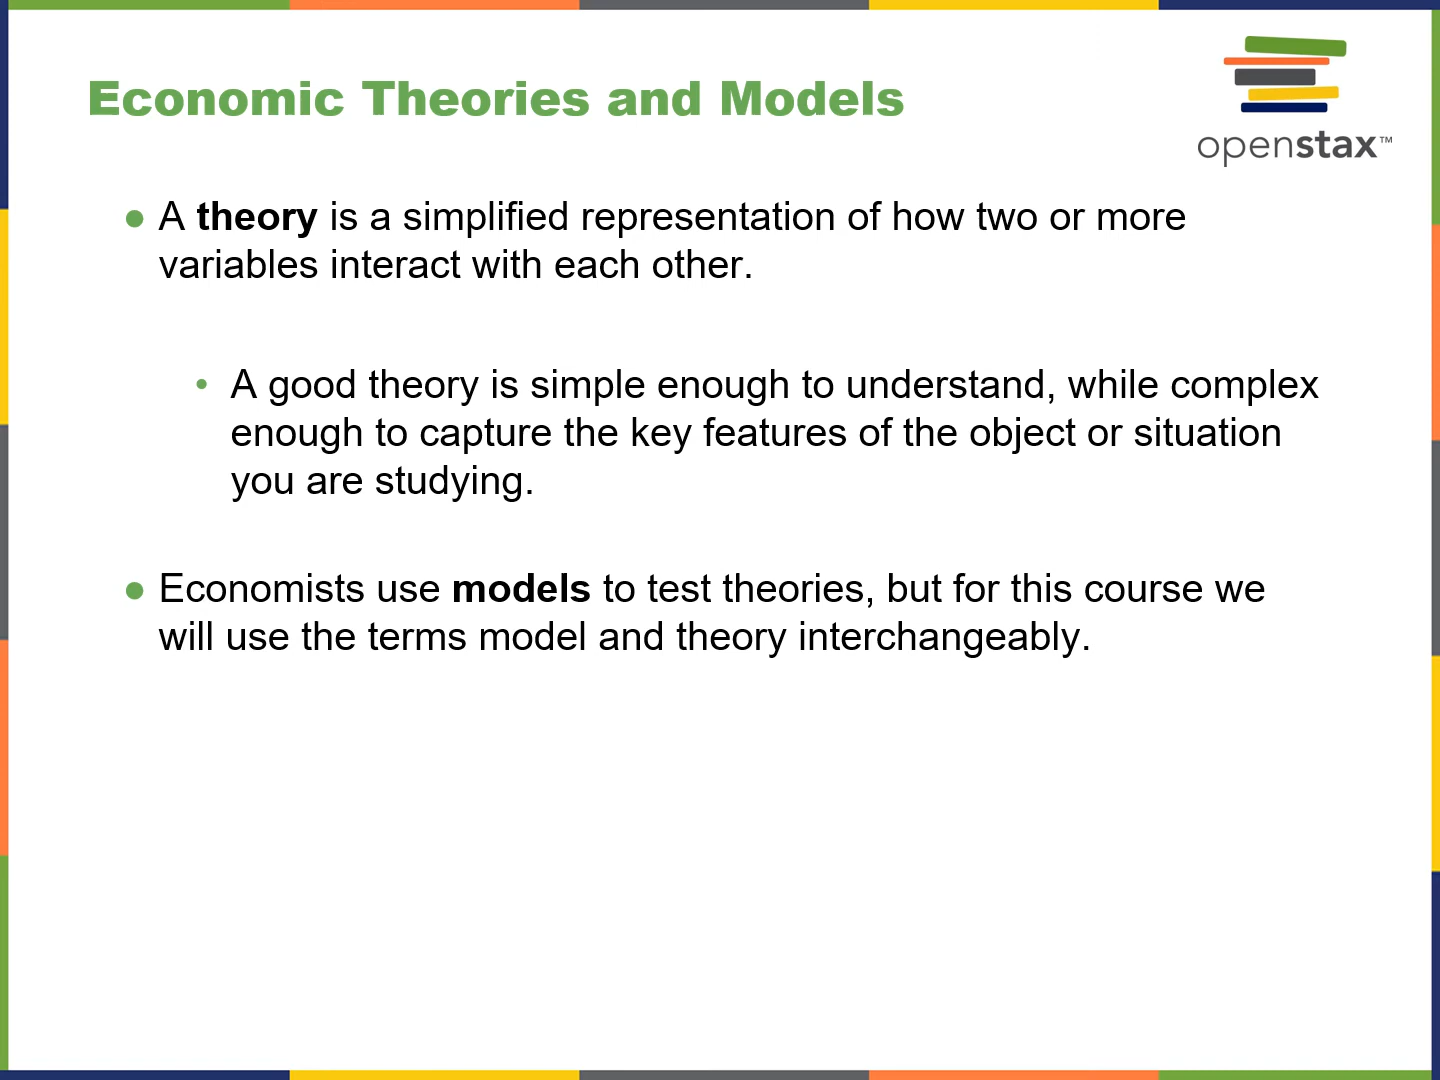 Economic Theories and Models
openstax™
● A theory is a simplified representation of how two or more
variables interact with each other.
• A good theory is simple enough to understand, while complex
enough to capture the key features of the object or situation
you are studying.
● Economists use models to test theories, but for this course we
will use the terms model and theory interchangeably.